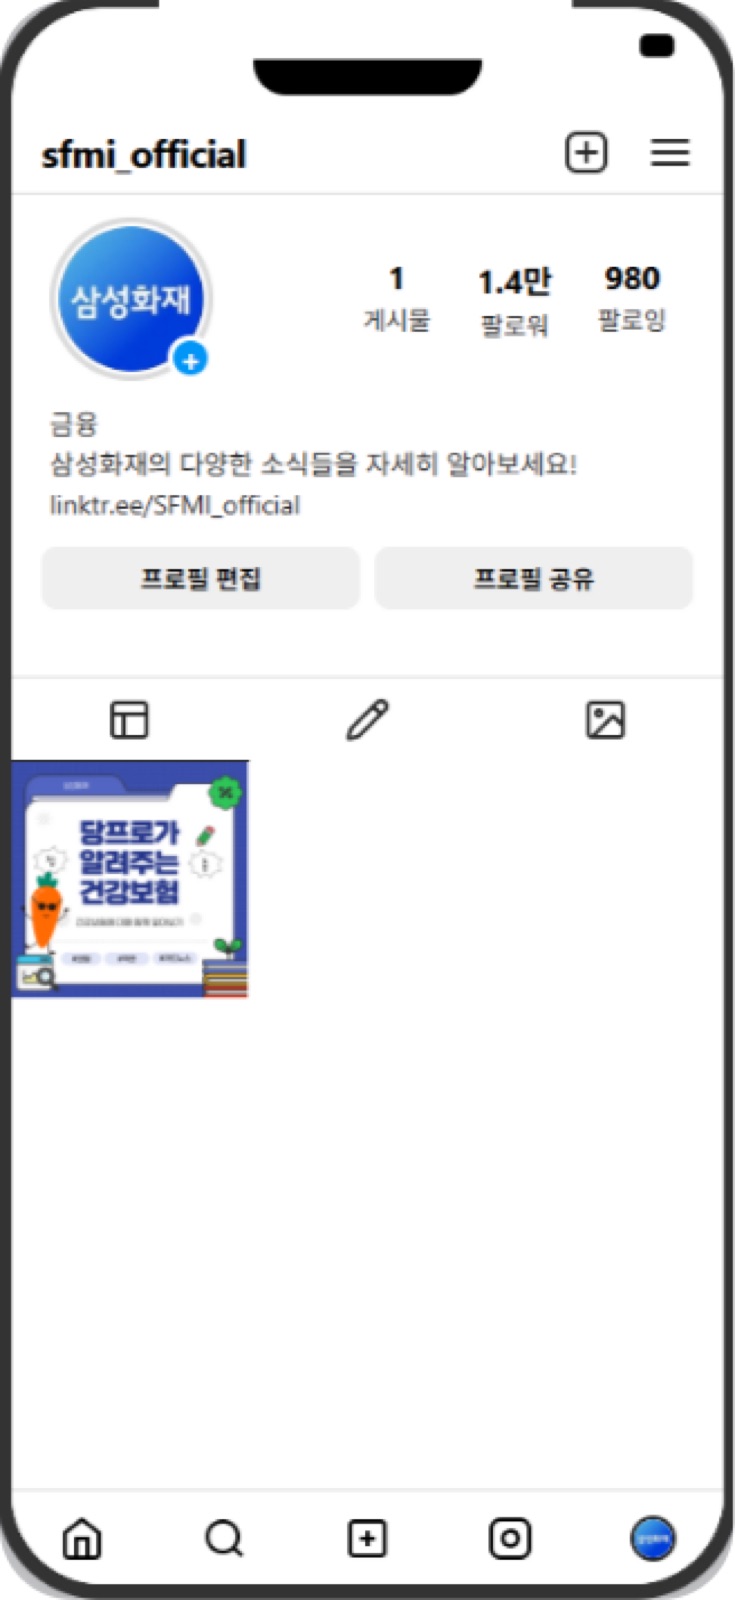 sfmi_official
삼성화재
1 1.4만 980
게시물 팔로워 팔로잉
금융
삼성화재의 다양한 소식들을 자세히 알아보세요!
linktr.ee/SFMI_official
프로필 편집 프로필 공유
당프로가
알려주는
건강보험